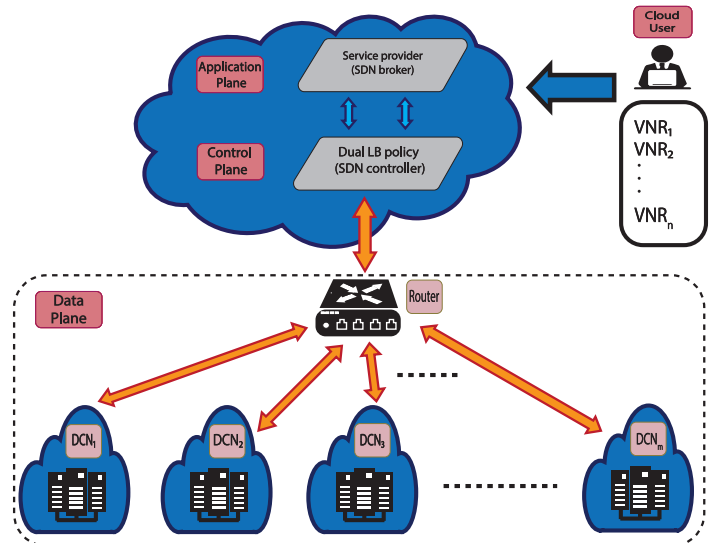 Cloud
User
Service provider
(SDN broker)
Application
Plane
VNR₁
VNR₂
.
.
.
VNRₙ
Control
Plane
Dual LB policy
(SDN controller)
Data
Plane
Router
DCN₁
DCN₂
DCN₃
DCNₘ